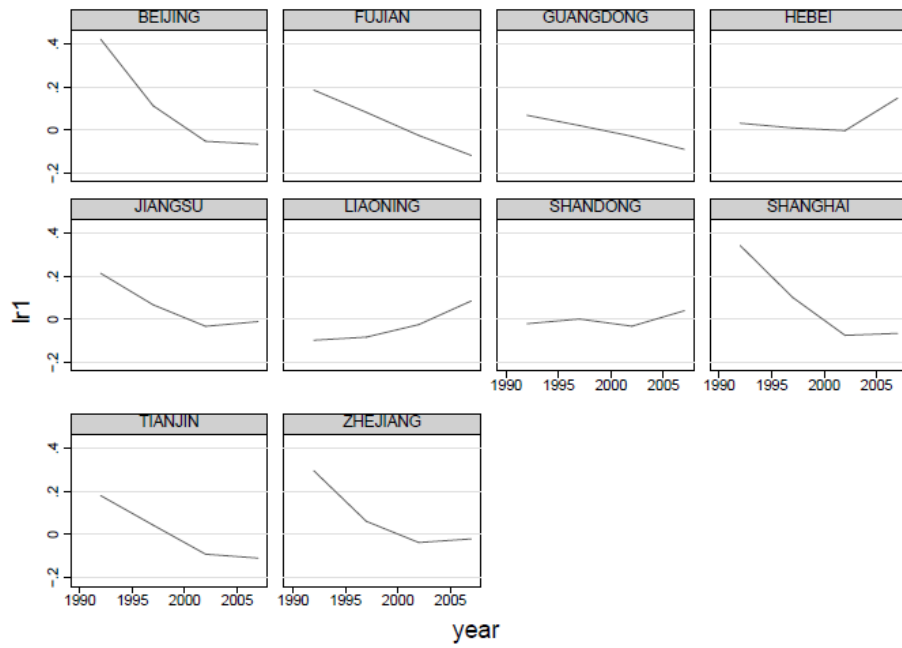 BEIJING FUJIAN GUANGDONG HEBEI
.4
.2
0
-.2
JIANGSU LIAONING SHANDONG SHANGHAI
.4
.2
0
-.2
1990 1995 2000 2005 1990 1995 2000 2005
TIANJIN ZHEJIANG
.4
.2
0
-.2
1990 1995 2000 2005 1990 1995 2000 2005
lr1
year